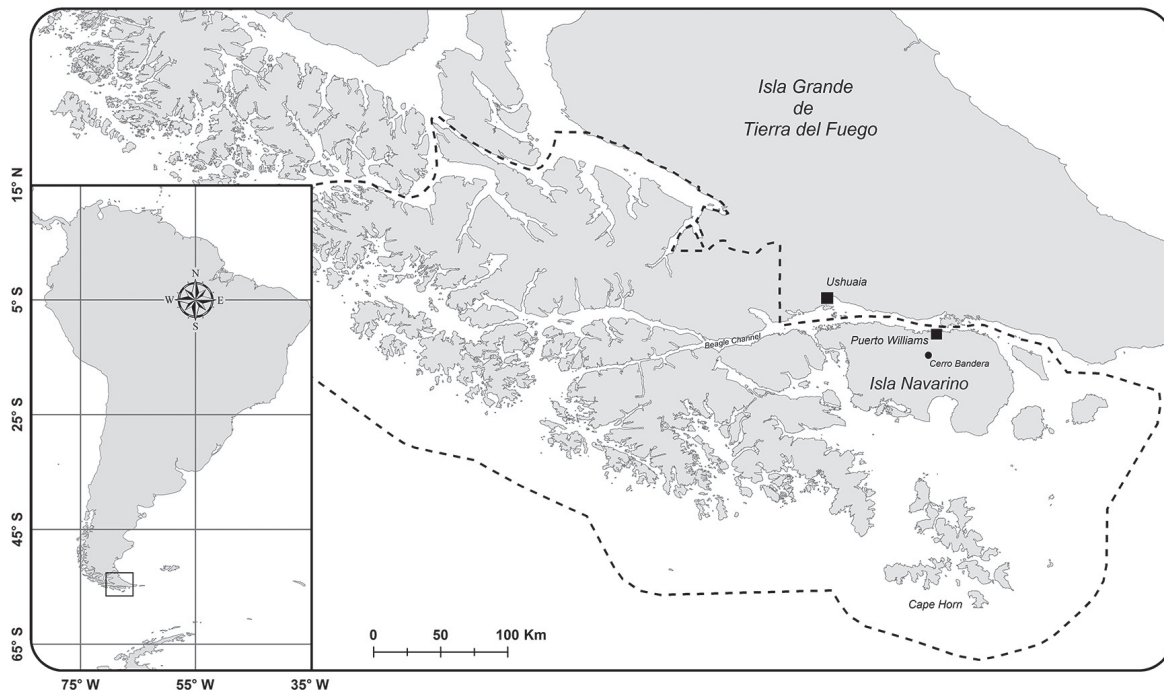 Isla Grande
de
Tierra del Fuego
15° N
N
W E
S
5° S
Ushuaia
Beagle Channel
Puerto Williams
Cerro Bandera
Isla Navarino
25° S
45° S
Cape Horn
65° S
0 50 100 Km
75° W 55° W 35° W